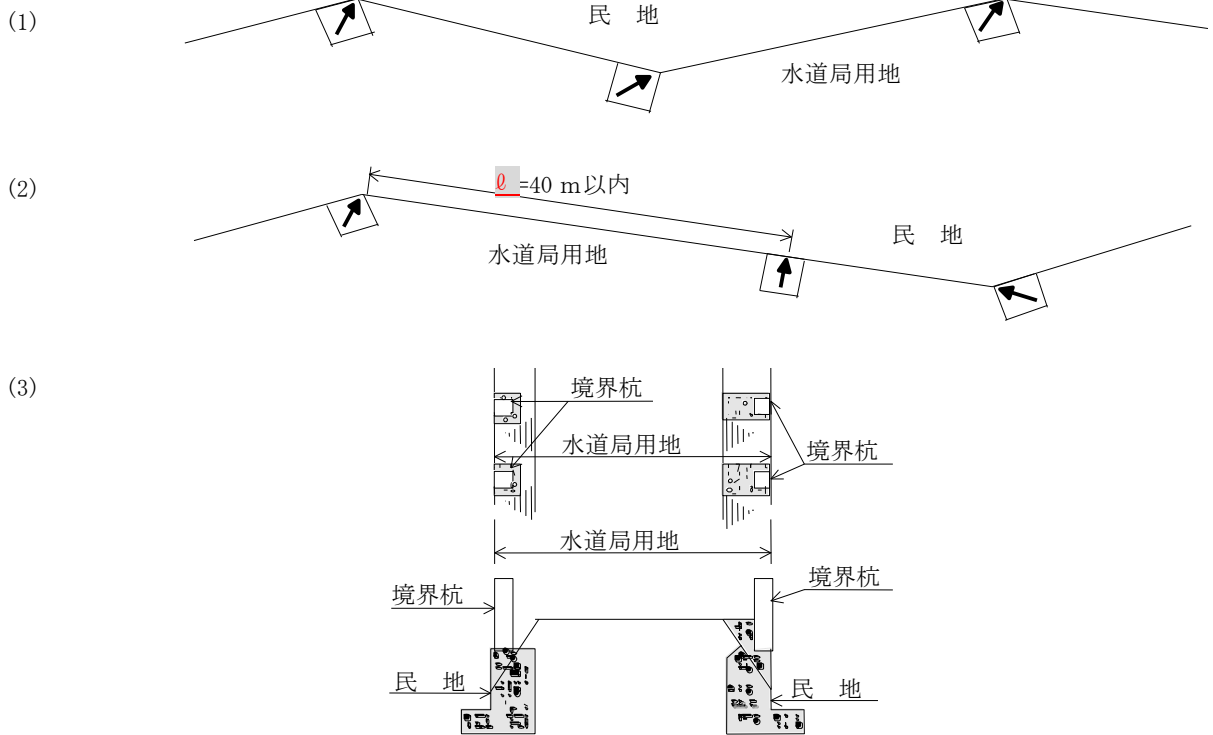 (1)
民 地
水道局用地
(2)
ℓ=40 m以内
水道局用地
民 地
(3)
境界杭
水道局用地
境界杭
水道局用地
境界杭
境界杭
民 地
民 地